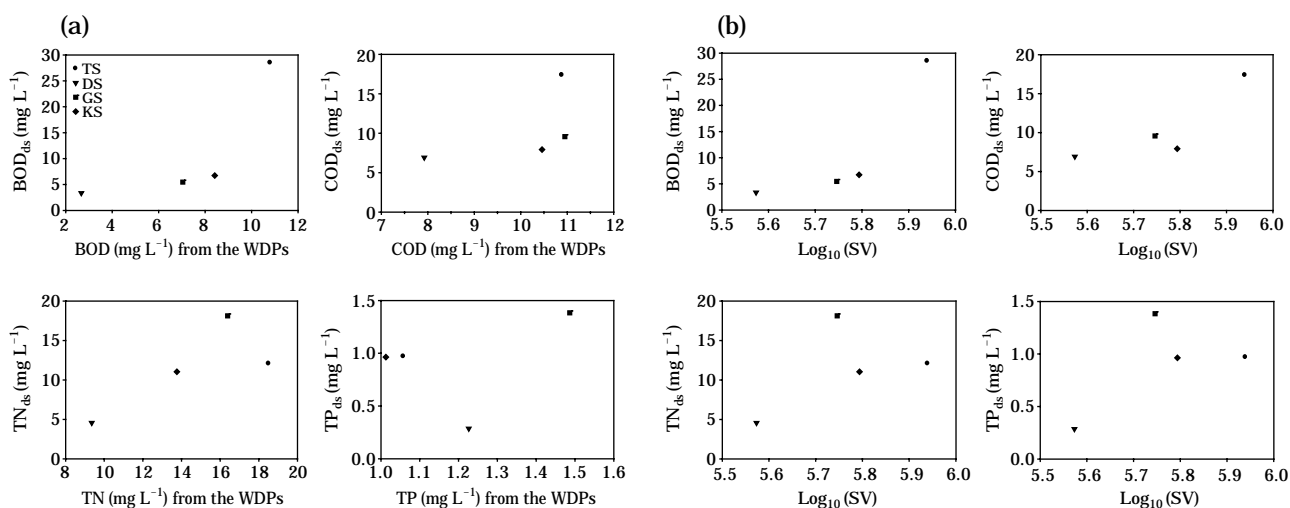 (a)
30
25
20
15
10
5
0
BOD_ds (mg L⁻¹)
TS
DS
GS
KS
2 4 6 8 10 12
BOD (mg L⁻¹) from the WDPs
20
15
10
5
0
COD_ds (mg L⁻¹)
7 8 9 10 11 12
COD (mg L⁻¹) from the WDPs
20
15
10
5
0
TN_ds (mg L⁻¹)
8 10 12 14 16 18 20
TN (mg L⁻¹) from the WDPs
1.5
1.0
0.5
0.0
TP_ds (mg L⁻¹)
1.0 1.1 1.2 1.3 1.4 1.5 1.6
TP (mg L⁻¹) from the WDPs
(b)
30
25
20
15
10
5
0
BOD_ds (mg L⁻¹)
5.5 5.6 5.7 5.8 5.9 6.0
Log₁₀ (SV)
20
15
10
5
0
COD_ds (mg L⁻¹)
5.5 5.6 5.7 5.8 5.9 6.0
Log₁₀ (SV)
20
15
10
5
0
TN_ds (mg L⁻¹)
5.5 5.6 5.7 5.8 5.9 6.0
Log₁₀ (SV)
1.5
1.0
0.5
0.0
TP_ds (mg L⁻¹)
5.5 5.6 5.7 5.8 5.9 6.0
Log₁₀ (SV)